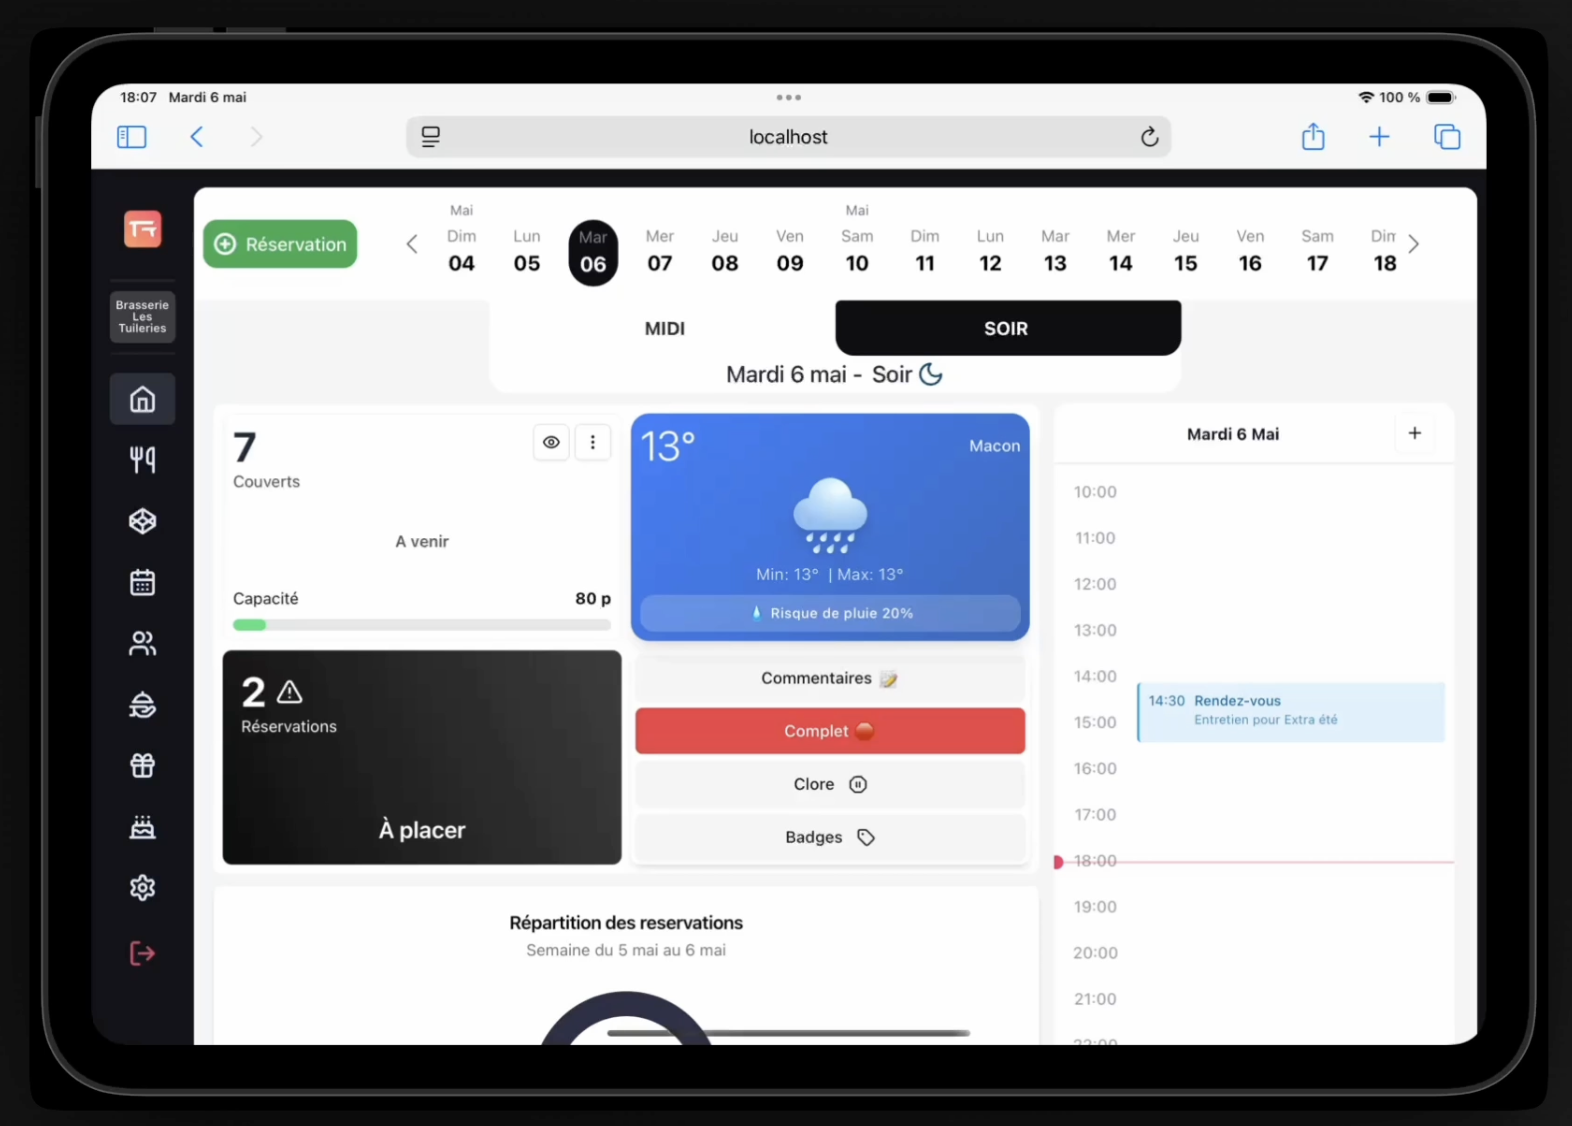 18:07 Mardi 6 mai
100 %
localhost
Réservation
Mai
Mai
Dim
Lun
Mar
Mer
Jeu
Ven
Sam
Dim
Lun
Mar
Mer
Jeu
Ven
Sam
Dim
04
05
06
07
08
09
10
11
12
13
14
15
16
17
18
Brasserie
Les
Tuileries
MIDI
SOIR
Mardi 6 mai - Soir
7
Couverts
A venir
Capacité
80 p
13°
Macon
Min: 13° | Max: 13°
Risque de pluie 20%
2
Réservations
À placer
Commentaires
Complet
Clore
Badges
Répartition des reservations
Semaine du 5 mai au 6 mai
Mardi 6 Mai
10:00
11:00
12:00
13:00
14:00
14:30 Rendez-vous
Entretien pour Extra été
15:00
16:00
17:00
18:00
19:00
20:00
21:00
22:00